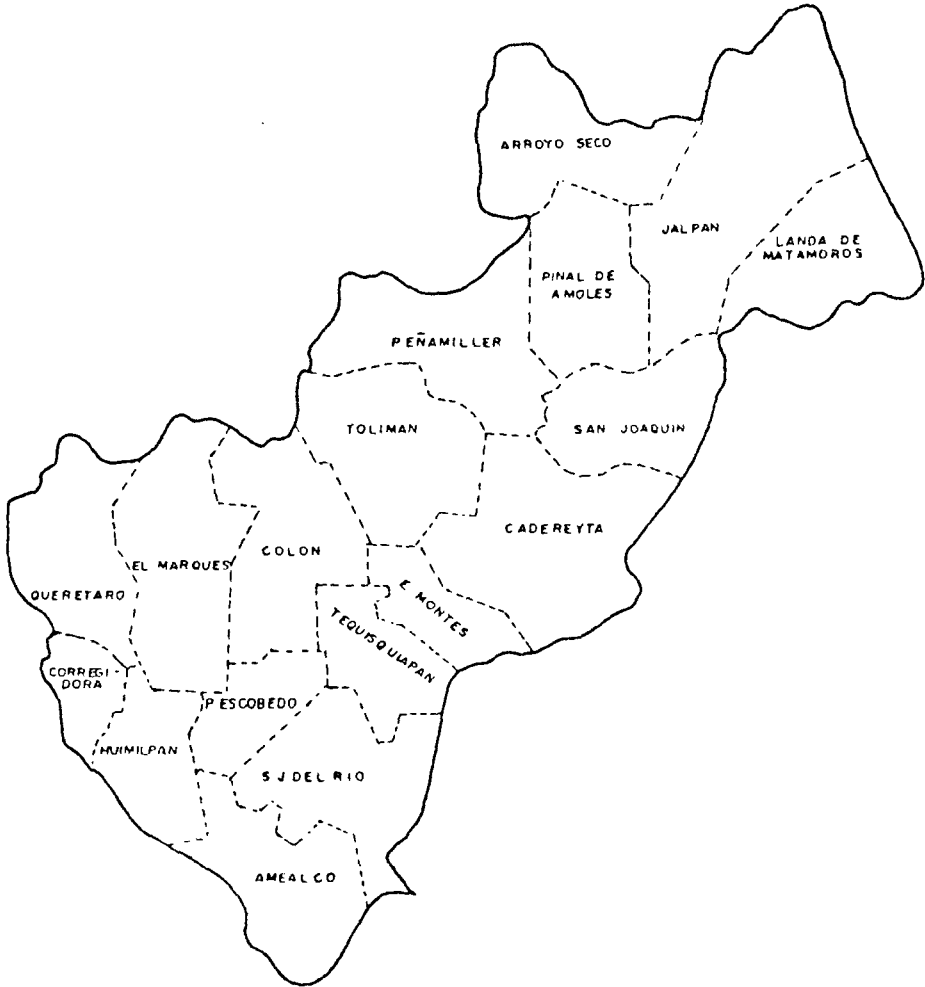 ARROYO SECO
JALPAN
LANDA DE
MATAMOROS
PINAL DE
AMOLES
PEÑAMILLER
TOLIMAN
SAN JOAQUIN
CADEREYTA
COLON
EL MARQUES
QUERETARO
E MONTES
TEQUISQUIAPAN
CORREGI-
DORA
P ESCOBEDO
HUIMILPAN
S J DEL RIO
AMEALCO